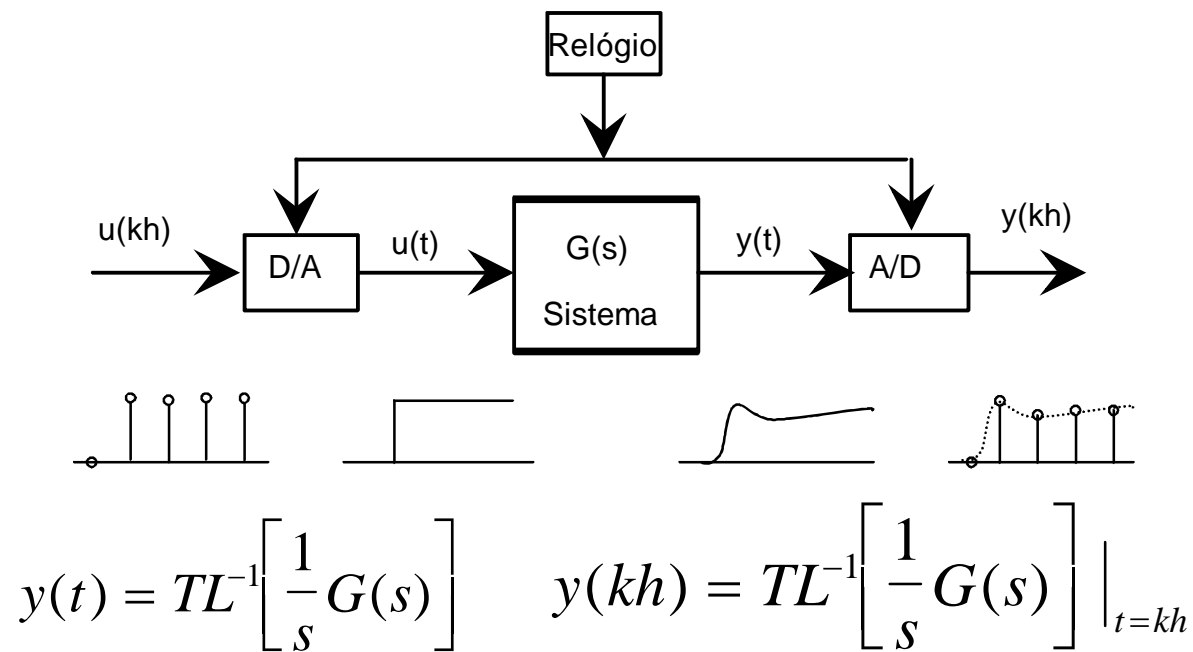 Relógio
u(kh)
D/A
u(t)
G(s)
Sistema
y(t)
A/D
y(kh)
y(t) = TL⁻¹[1/s G(s)]
y(kh) = TL⁻¹[1/s G(s)]|t=kh